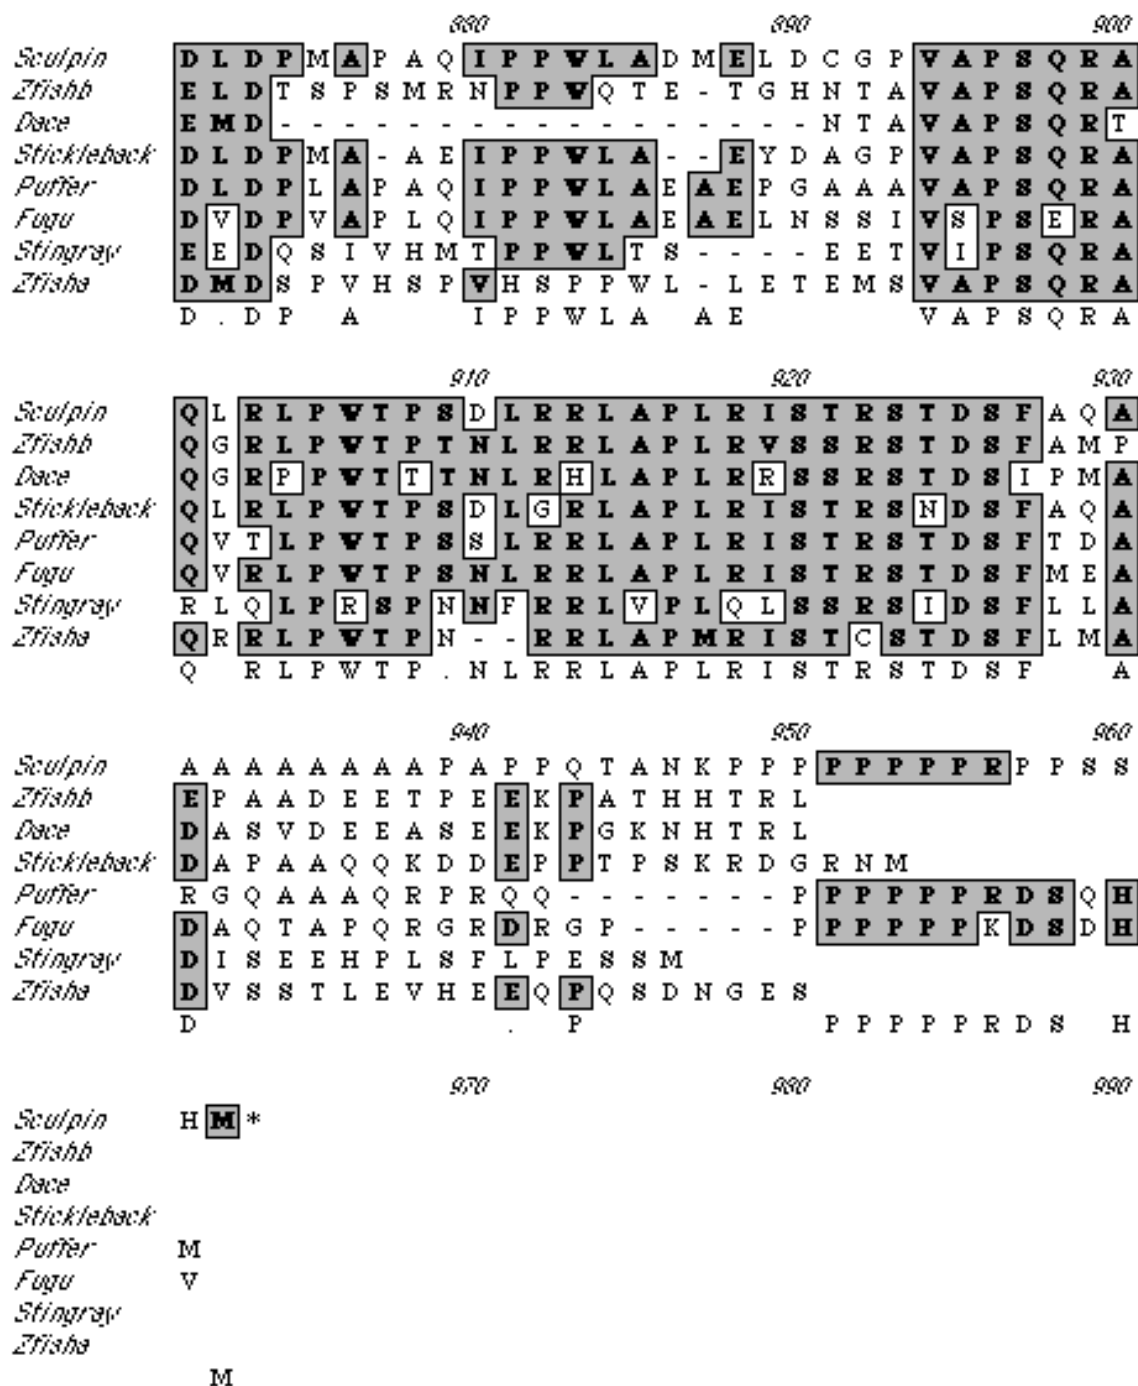 880 890 900
Sculpin D L D P M A P A Q I P P W L A D M E L D C G P V A P S Q R A
Zfishb E L D T S P S M R N P P W Q T E - T G H N T A V A P S Q R A
Dace E M D - - - - - - - - - - - - - - - - - N T A V A P S Q R T
Stickleback D L D P M A - A E I P P W L A - - E Y D A G P V A P S Q R A
Puffer D L D P L A P A Q I P P W L A E A E P G A A A V A P S Q R A
Fugu D V D P V A P L Q I P P W L A E A E L N S S I V S P S E R A
Stingray E E D Q S I V H M T P P W L T S - - - - E E T V I P S Q R A
Zfisha D M D S P V H S P V H S P P W L - L E T E M S V A P S Q R A
D . D P A I P P W L A A E V A P S Q R A
910 920 930
Sculpin Q L R L P W T P S D L R R L A P L R I S T R S T D S F A Q A
Zfishb Q G R L P W T P T N L R R L A P L R V S S R S T D S F A M P
Dace Q G R P P W T T T N L R H L A P L R R S S R S T D S I P M A
Stickleback Q L R L P W T P S D L G R L A P L R I S T R S N D S F A Q A
Puffer Q V T L P W T P S S L R R L A P L R I S T R S T D S F T D A
Fugu Q V R L P W T P S N L R R L A P L R I S T R S T D S F M E A
Stingray R L Q L P R S P N N F R R L V P L Q L S S R S I D S F L L A
Zfisha Q R R L P W T P N - - R R L A P M R I S T C S T D S F L M A
Q R L P W T P . N L R R L A P L R I S T R S T D S F A
940 950 960
Sculpin A A A A A A A A P A P P Q T A N K P P P P P P P P R P P S S
Zfishb E P A A D E E T P E E K P A T H H T R L
Dace D A S V D E E A S E E K P G K N H T R L
Stickleback D A P A A Q Q K D D E P P T P S K R D G R N M
Puffer R G Q A A A Q R P R Q Q - - - - - - - P P P P P P R D S Q H
Fugu D A Q T A P Q R G R D R G P - - - - - P P P P P P K D S D H
Stingray D I S E E H P L S F L P E S S M
Zfisha D V S S T L E V H E E Q P Q S D N G E S
D . P P P P P P R D S H
970 980 990
Sculpin H M *
Zfishb
Dace
Stickleback
Puffer M
Fugu V
Stingray
Zfisha
M